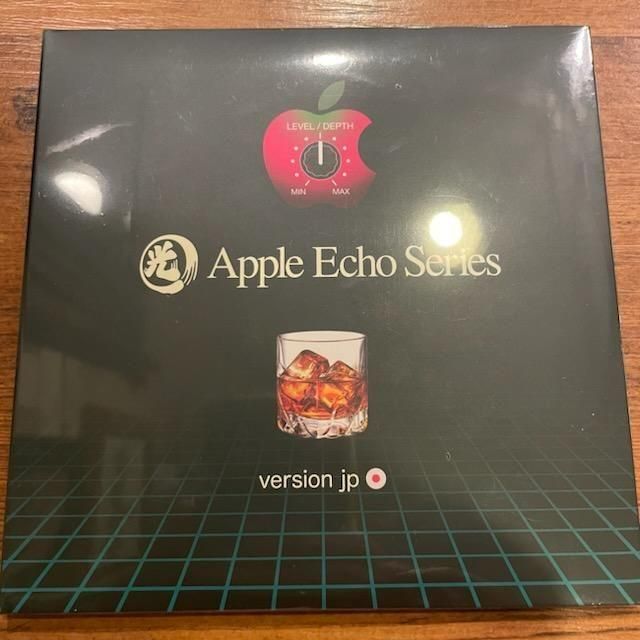 LEVEL / DEPTH
MIN MAX
光 Apple Echo Series
version jp